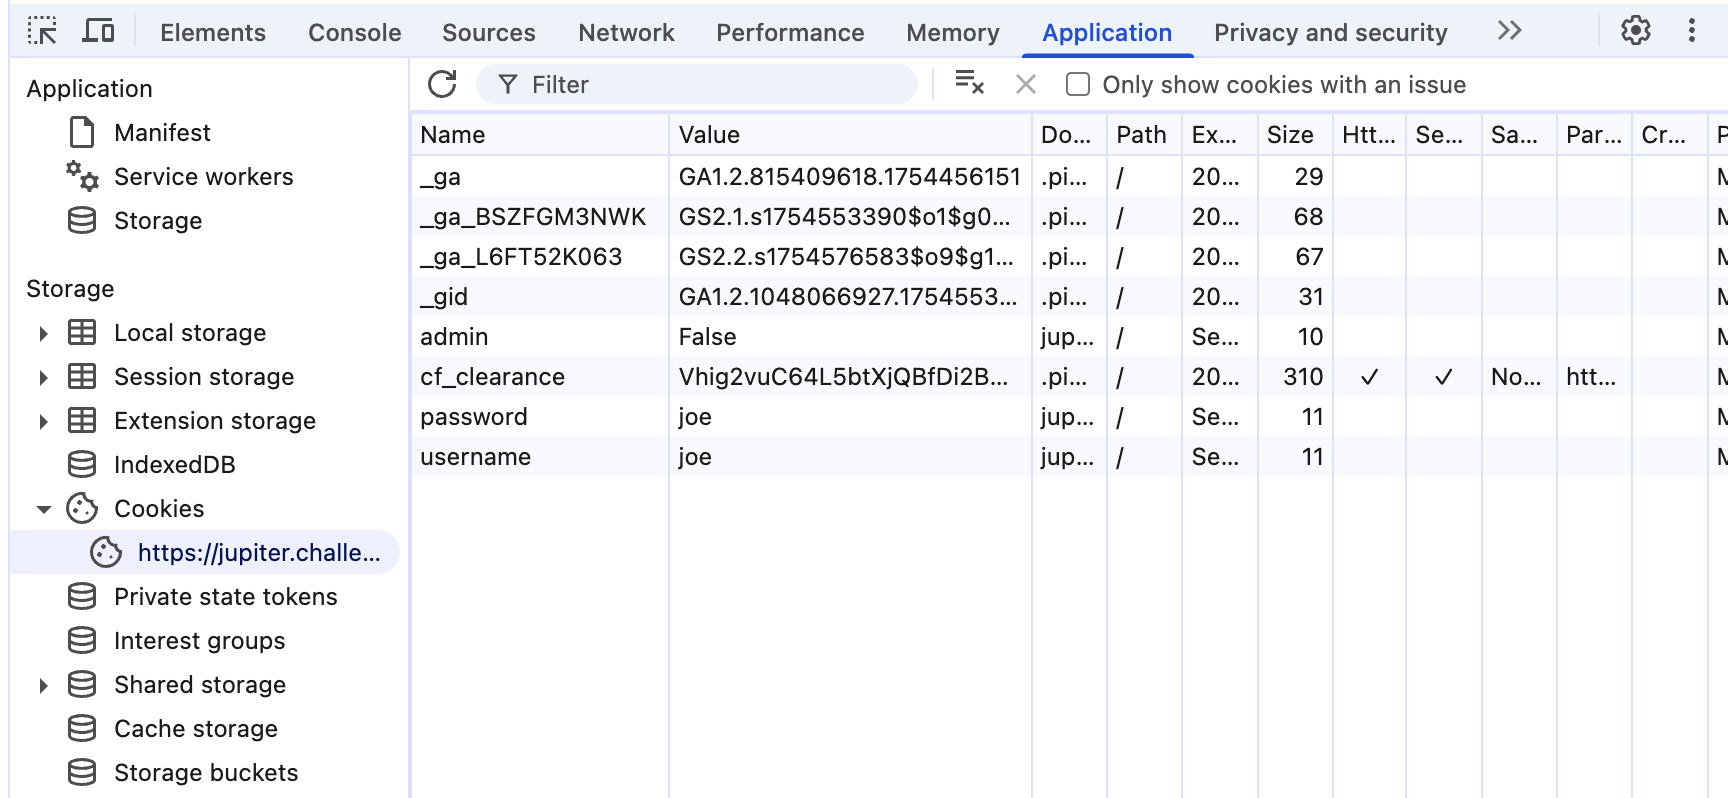 Elements Console Sources Network Performance Memory Application Privacy and security
Application
Manifest
Service workers
Storage
Storage
Local storage
Session storage
Extension storage
IndexedDB
Cookies
https://jupiter.challe...
Private state tokens
Interest groups
Shared storage
Cache storage
Storage buckets
Filter Only show cookies with an issue
Name Value Do... Path Ex... Size Htt... Se... Sa... Par... Cr... P
_ga GA1.2.815409618.1754456151 .pi... / 20... 29 M
_ga_BSZFGM3NWK GS2.1.s1754553390$o1$g0... .pi... / 20... 68 M
_ga_L6FT52K063 GS2.2.s1754576583$o9$g1... .pi... / 20... 67 M
_gid GA1.2.1048066927.1754553... .pi... / 20... 31 M
admin False jup... / Se... 10 M
cf_clearance Vhig2vuC64L5btXjQBfDi2B... .pi... / 20... 310 ✓ ✓ No... htt... M
password joe jup... / Se... 11 M
username joe jup... / Se... 11 M